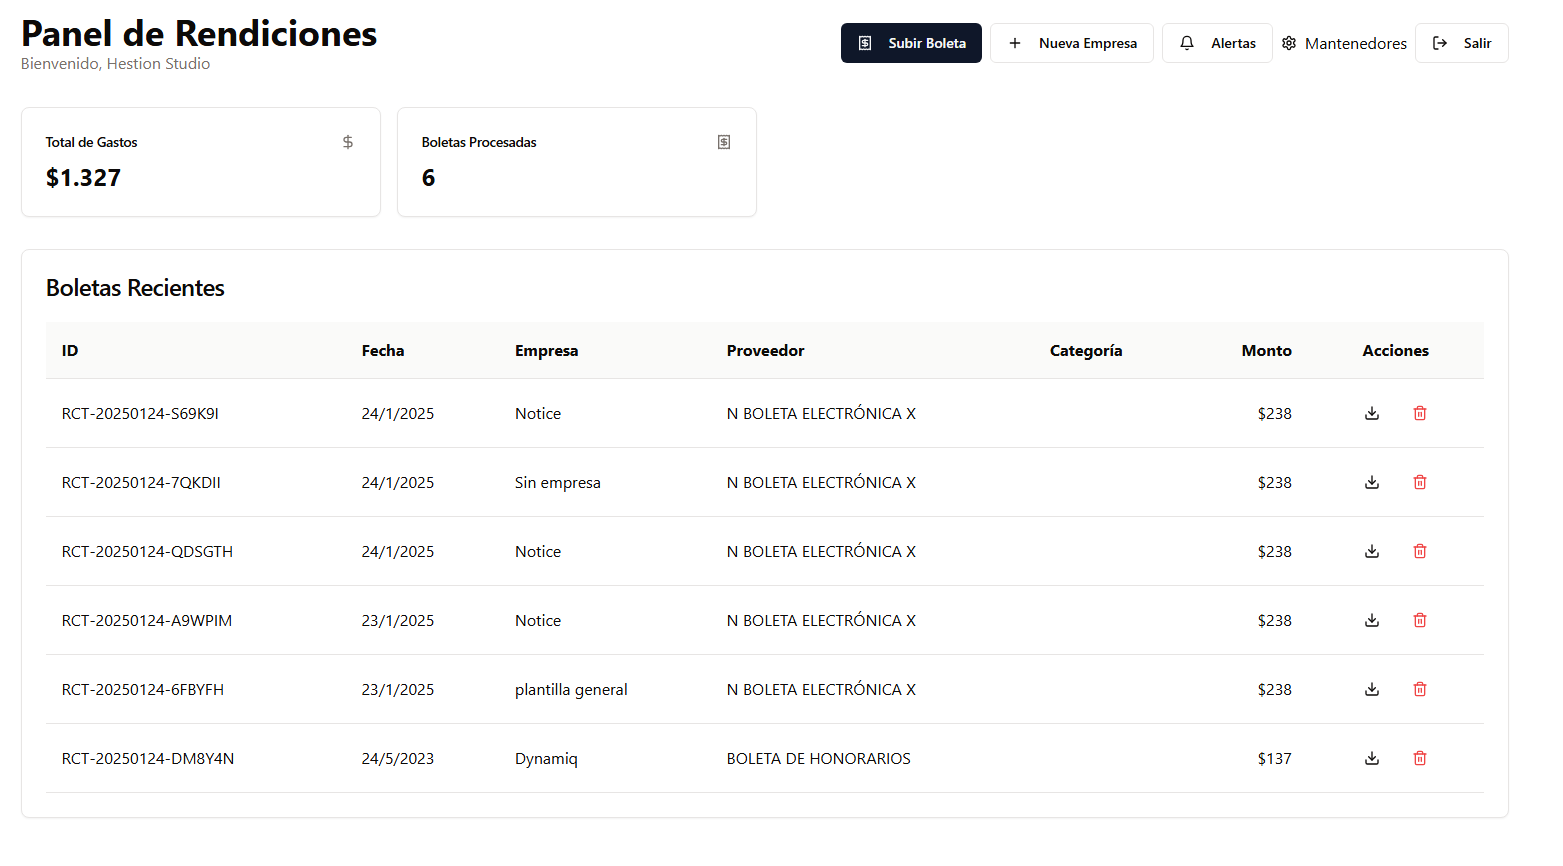 Panel de Rendiciones
Bienvenido, Hestion Studio
Subir Boleta
Nueva Empresa
Alertas
Mantenedores
Salir
Total de Gastos
$1.327
Boletas Procesadas
6
Boletas Recientes
ID Fecha Empresa Proveedor Categoría Monto Acciones
RCT-20250124-S69K9I 24/1/2025 Notice N BOLETA ELECTRÓNICA X $238
RCT-20250124-7QKDII 24/1/2025 Sin empresa N BOLETA ELECTRÓNICA X $238
RCT-20250124-QDSGTH 24/1/2025 Notice N BOLETA ELECTRÓNICA X $238
RCT-20250124-A9WPIM 23/1/2025 Notice N BOLETA ELECTRÓNICA X $238
RCT-20250124-6FBYFH 23/1/2025 plantilla general N BOLETA ELECTRÓNICA X $238
RCT-20250124-DM8Y4N 24/5/2023 Dynamiq BOLETA DE HONORARIOS $137